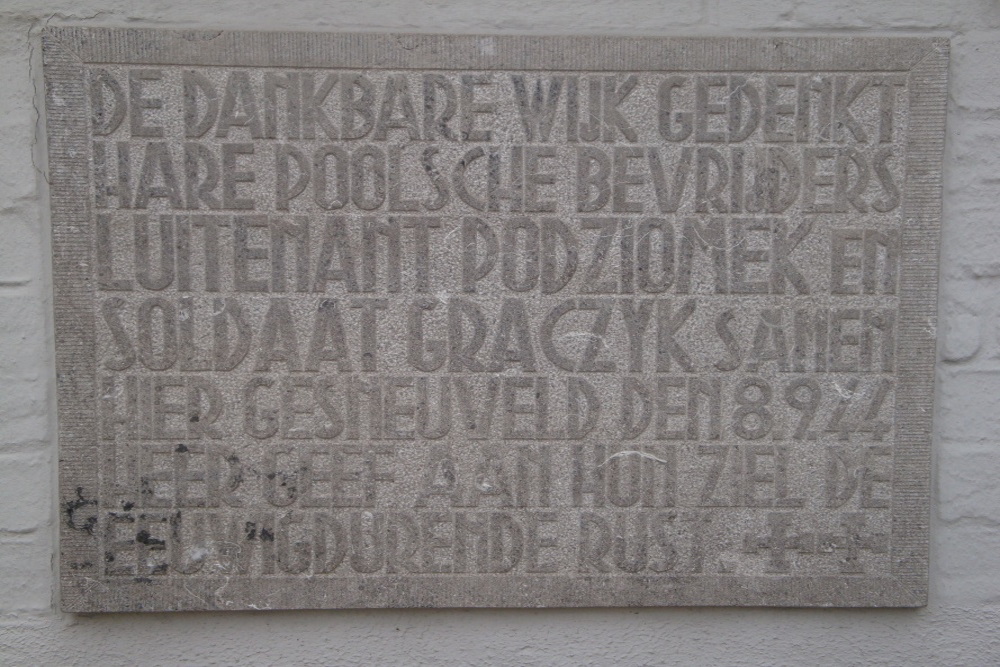 DE DANKBARE WIJK GEDENKT
HARE POOLSCHE BEVRIJDERS
LUITENANT PODZIOMEK EN
SOLDAAT GRACZYK SAMEN
HIER GESNEUVELD DEN 8.9.44
HEER GEEF AAN HUN ZIEL DE
EEUWIGDURENDE RUST.